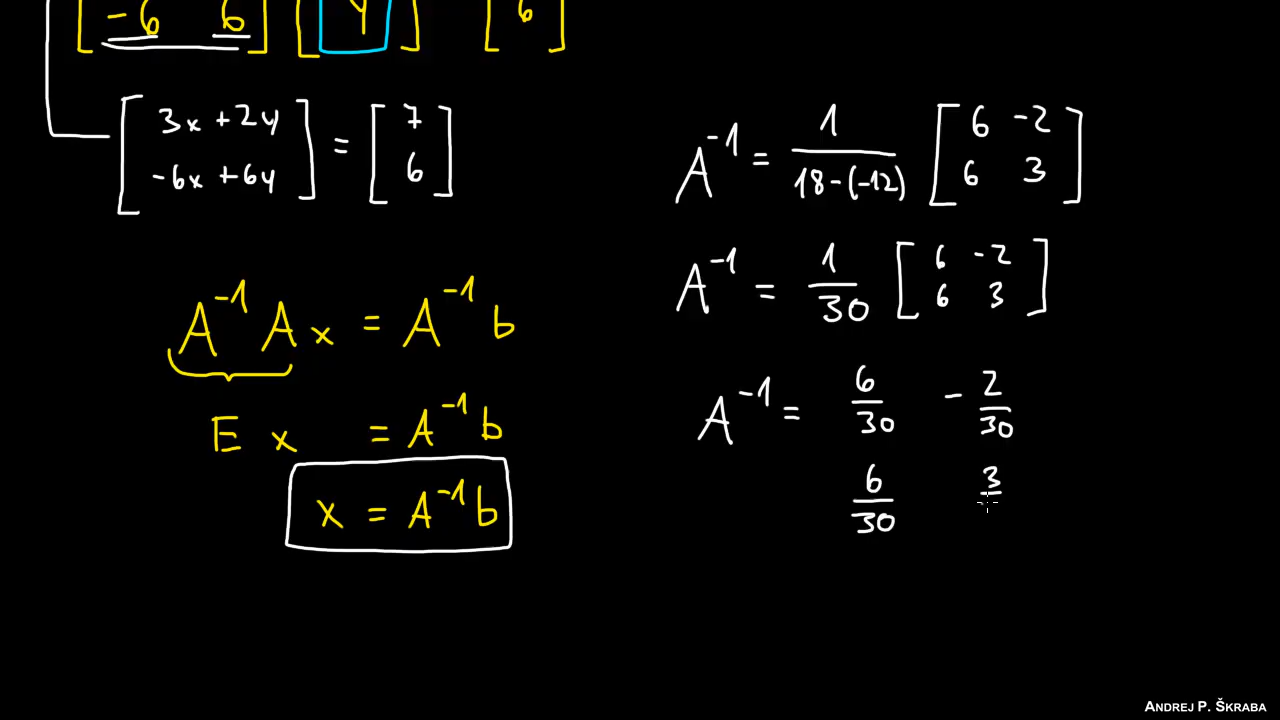 [ -6 6 ] [ y ] [ 6 ]
[ 3x + 2y ] = [ 7 ]
[ -6x + 6y ] [ 6 ]
A⁻¹ A x = A⁻¹ b
E x = A⁻¹ b
x = A⁻¹ b
A⁻¹ = 1/(18-(-12)) [ 6 -2 ]
[ 6 3 ]
A⁻¹ = 1/30 [ 6 -2 ]
[ 6 3 ]
A⁻¹ = 6/30 - 2/30
6/30 3
ANDREJ P. ŠKRABA